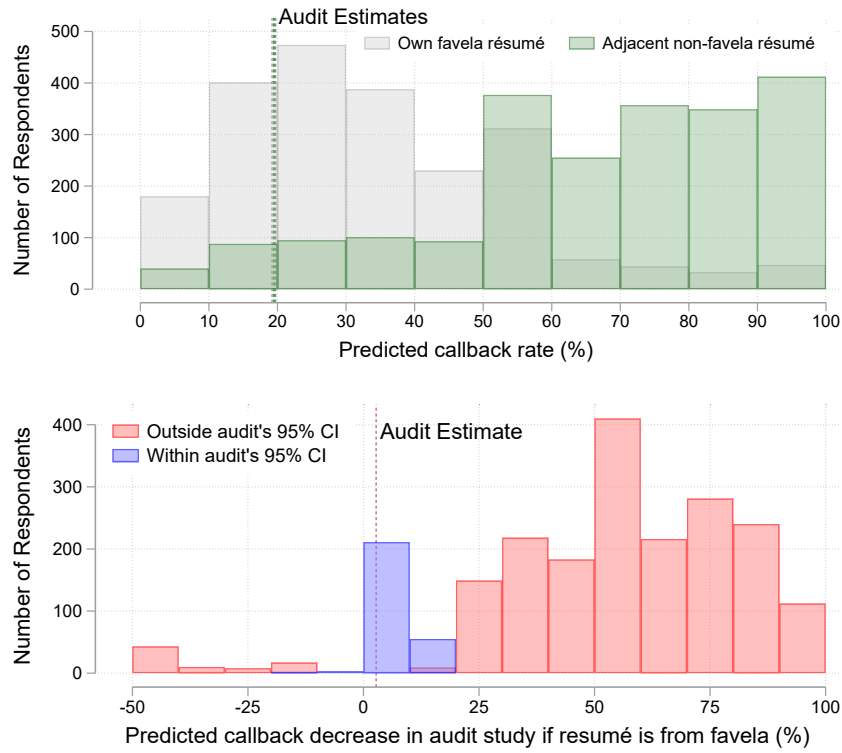 Audit Estimates
Own favela résumé
Adjacent non-favela résumé
Number of Respondents
500
400
300
200
100
0
0 10 20 30 40 50 60 70 80 90 100
Predicted callback rate (%)
Outside audit's 95% CI
Within audit's 95% CI
Audit Estimate
Number of Respondents
400
300
200
100
0
-50 -25 0 25 50 75 100
Predicted callback decrease in audit study if resumé is from favela (%)